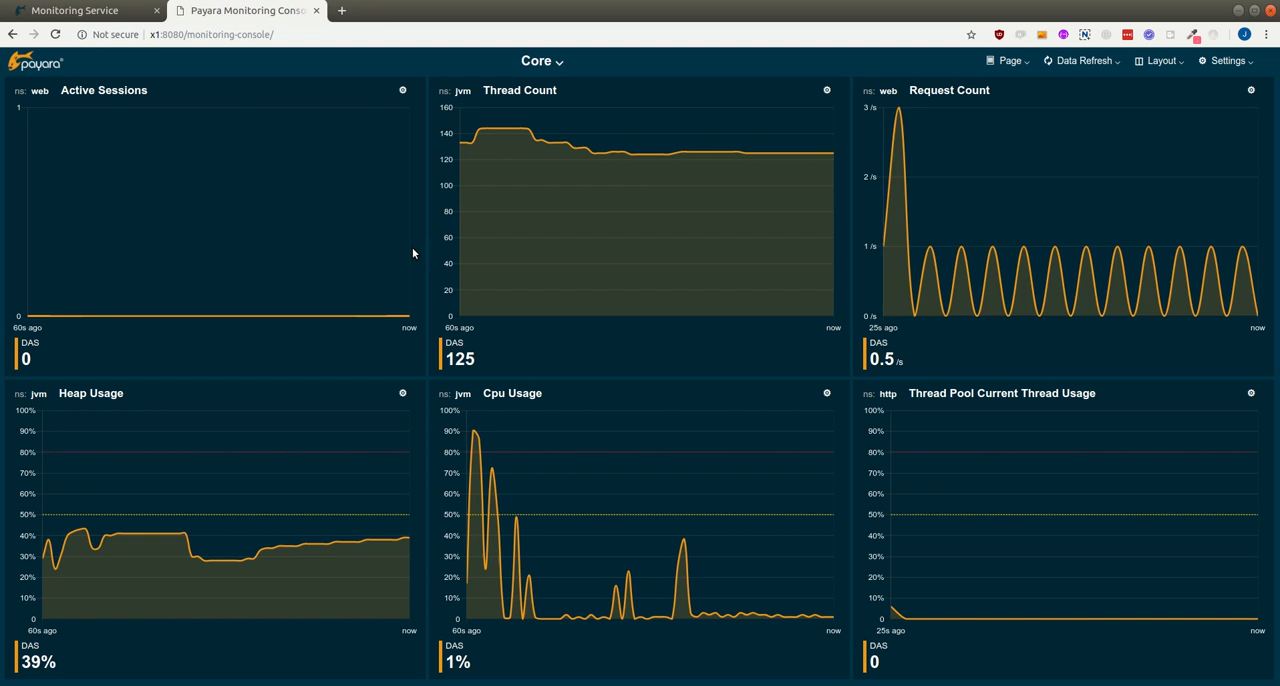 Monitoring Service
Payara Monitoring Conso
Not secure
x1:8080/monitoring-console/
payara
Core
Page
Data Refresh
Layout
Settings
ns: web Active Sessions
1
0
60s ago
now
DAS
0
ns: jvm Thread Count
160
140
120
100
80
60
40
20
0
60s ago
now
DAS
125
ns: web Request Count
3 /s
2 /s
1 /s
0 /s
25s ago
now
DAS
0.5 /s
ns: jvm Heap Usage
100%
90%
80%
70%
60%
50%
40%
30%
20%
10%
0
60s ago
now
DAS
39%
ns: jvm Cpu Usage
100%
90%
80%
70%
60%
50%
40%
30%
20%
10%
0
60s ago
now
DAS
1%
ns: http Thread Pool Current Thread Usage
100%
90%
80%
70%
60%
50%
40%
30%
20%
10%
0
25s ago
now
DAS
0